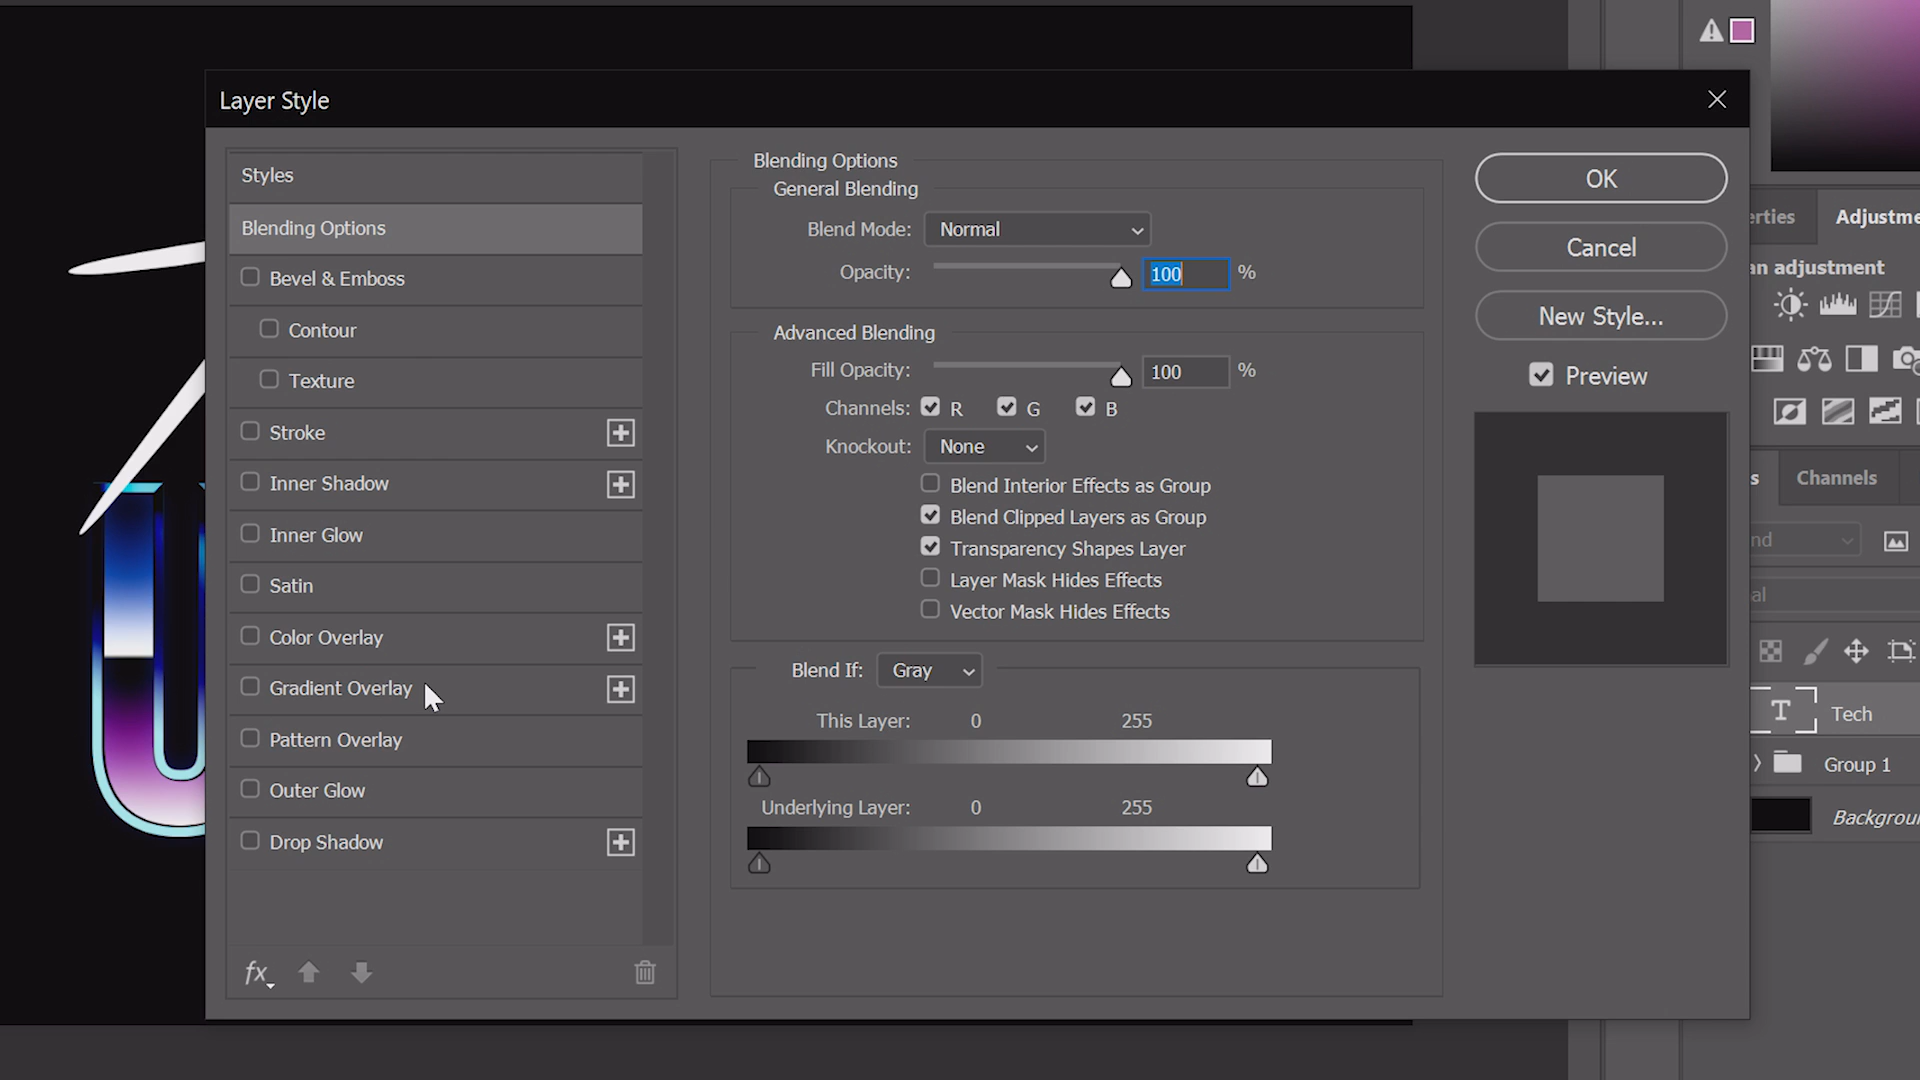 Layer Style
Styles
Blending Options
Bevel & Emboss
Contour
Texture
Stroke
Inner Shadow
Inner Glow
Satin
Color Overlay
Gradient Overlay
Pattern Overlay
Outer Glow
Drop Shadow
fx
Blending Options
General Blending
Blend Mode: Normal
Opacity: 100 %
Advanced Blending
Fill Opacity: 100 %
Channels: R G B
Knockout: None
Blend Interior Effects as Group
Blend Clipped Layers as Group
Transparency Shapes Layer
Layer Mask Hides Effects
Vector Mask Hides Effects
Blend If: Gray
This Layer: 0 255
Underlying Layer: 0 255
OK
Cancel
New Style...
Preview
erties Adjustme
an adjustment
s Channels
nd
al
T Tech
Group 1
Backgrou
U